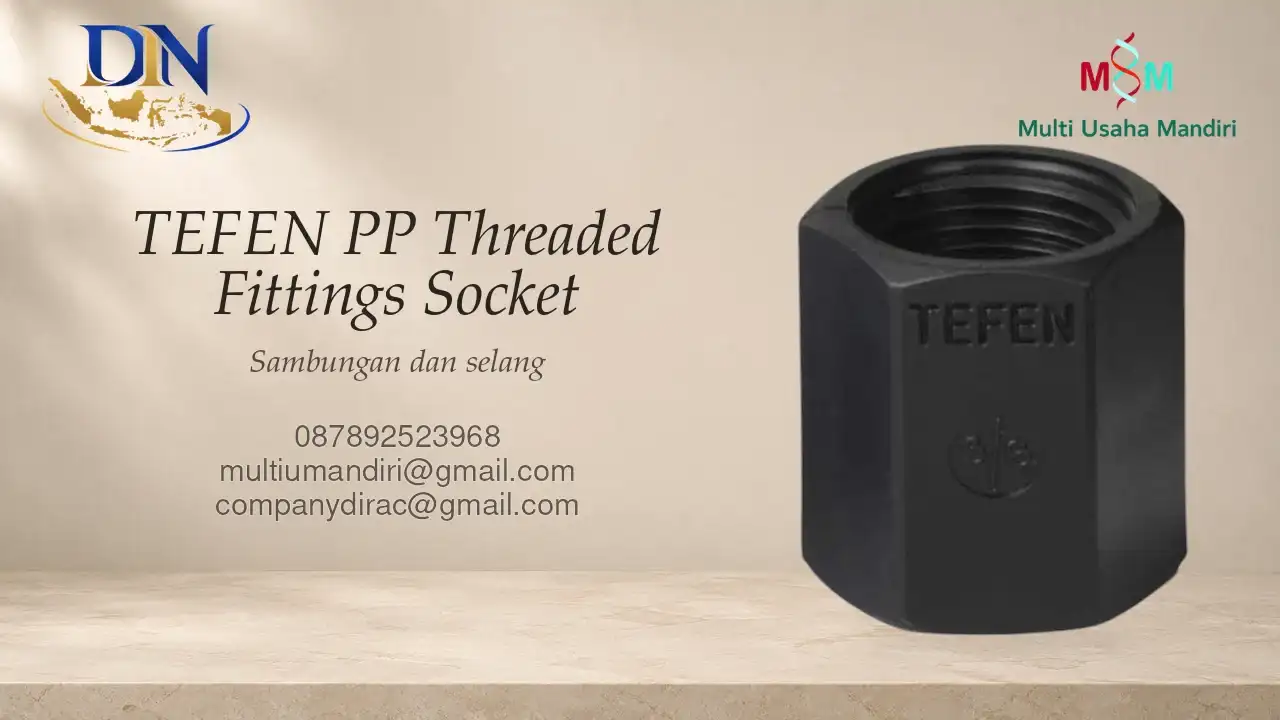 DN
M M
Multi Usaha Mandiri
TEFEN PP Threaded
Fittings Socket
Sambungan dan selang
087892523968
multiumandiri@gmail.com
companydirac@gmail.com
TEFEN